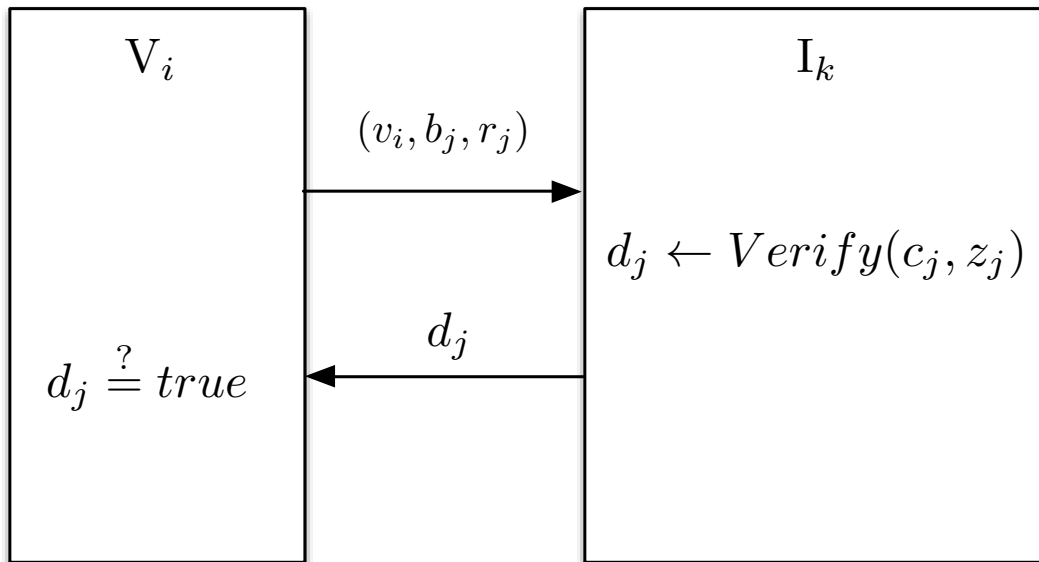 V_i
I_k
(v_i, b_j, r_j)
d_j ← Verify(c_j, z_j)
d_j
d_j ≟ true